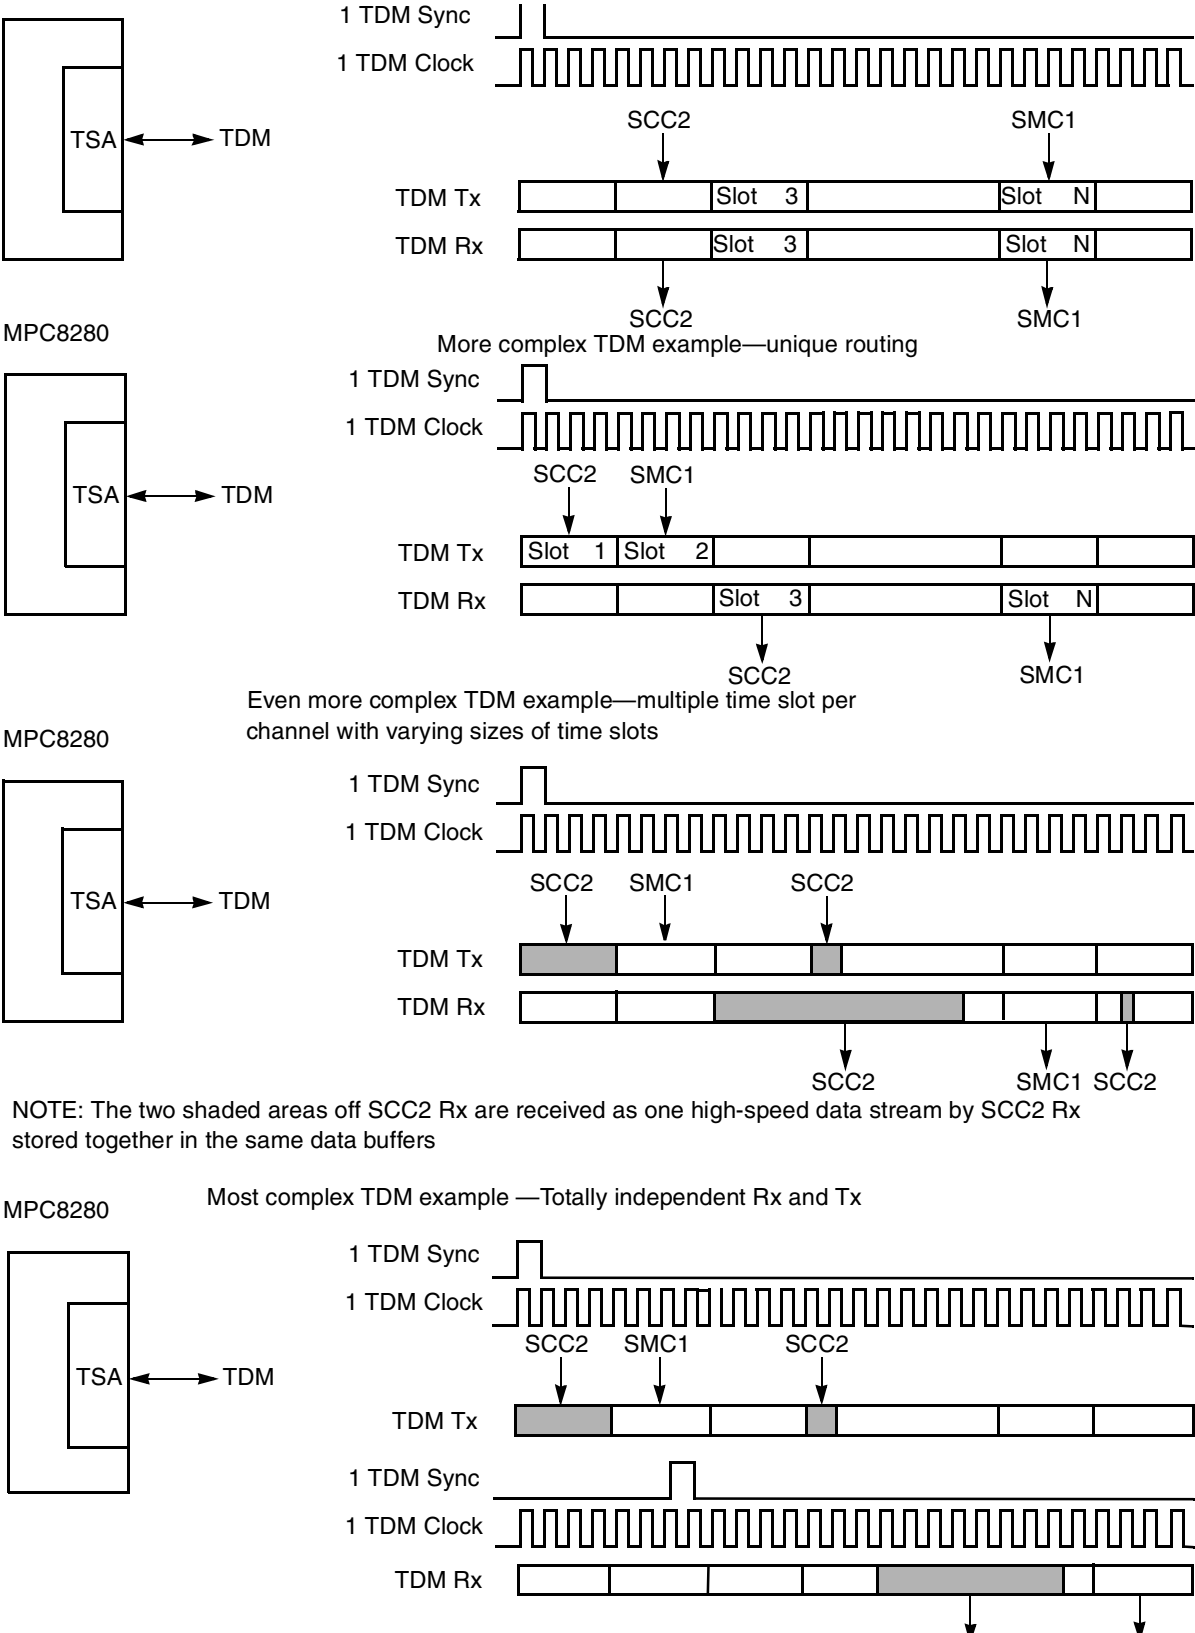 1 TDM Sync
1 TDM Clock
SCC2 SMC1
TSA TDM
TDM Tx Slot 3 Slot N
TDM Rx Slot 3 Slot N
SCC2 SMC1
MPC8280
More complex TDM example—unique routing
1 TDM Sync
1 TDM Clock
SCC2 SMC1
TSA TDM
TDM Tx Slot 1 Slot 2
TDM Rx Slot 3 Slot N
SCC2 SMC1
Even more complex TDM example—multiple time slot per
channel with varying sizes of time slots
MPC8280
1 TDM Sync
1 TDM Clock
SCC2 SMC1 SCC2
TSA TDM
TDM Tx
TDM Rx
SCC2 SMC1 SCC2
NOTE: The two shaded areas off SCC2 Rx are received as one high-speed data stream by SCC2 Rx
stored together in the same data buffers
Most complex TDM example —Totally independent Rx and Tx
MPC8280
1 TDM Sync
1 TDM Clock
SCC2 SMC1 SCC2
TSA TDM
TDM Tx
1 TDM Sync
1 TDM Clock
TDM Rx